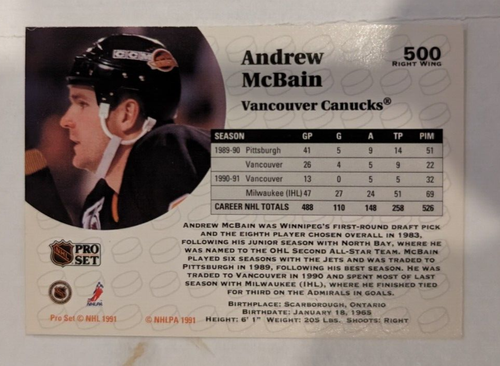 Andrew
McBain
500
Right Wing
Vancouver Canucks®
SEASON GP G A TP PIM
1989-90 Pittsburgh 41 5 9 14 51
Vancouver 26 4 5 9 22
1990-91 Vancouver 13 0 5 5 32
Milwaukee (IHL) 47 27 24 51 69
CAREER NHL TOTALS 488 110 148 258 526
Andrew McBain was Winnipeg's first-round draft pick
and the eighth player chosen overall in 1983,
following his junior season with North Bay, where he
was named to the OHL Second All-Star Team. McBain
played six seasons with the Jets and was traded to
Pittsburgh in 1989, following his best season. He was
traded to Vancouver in 1990 and spent most of last
season with Milwaukee (IHL), where he finished tied
for third on the Admirals in goals.
Birthplace: Scarborough, Ontario
Birthdate: January 18, 1965
Height: 6' 1" Weight: 205 Lbs. Shoots: Right
NHL
PRO
SET
NHLPA
Pro Set © NHL 1991
© NHLPA 1991